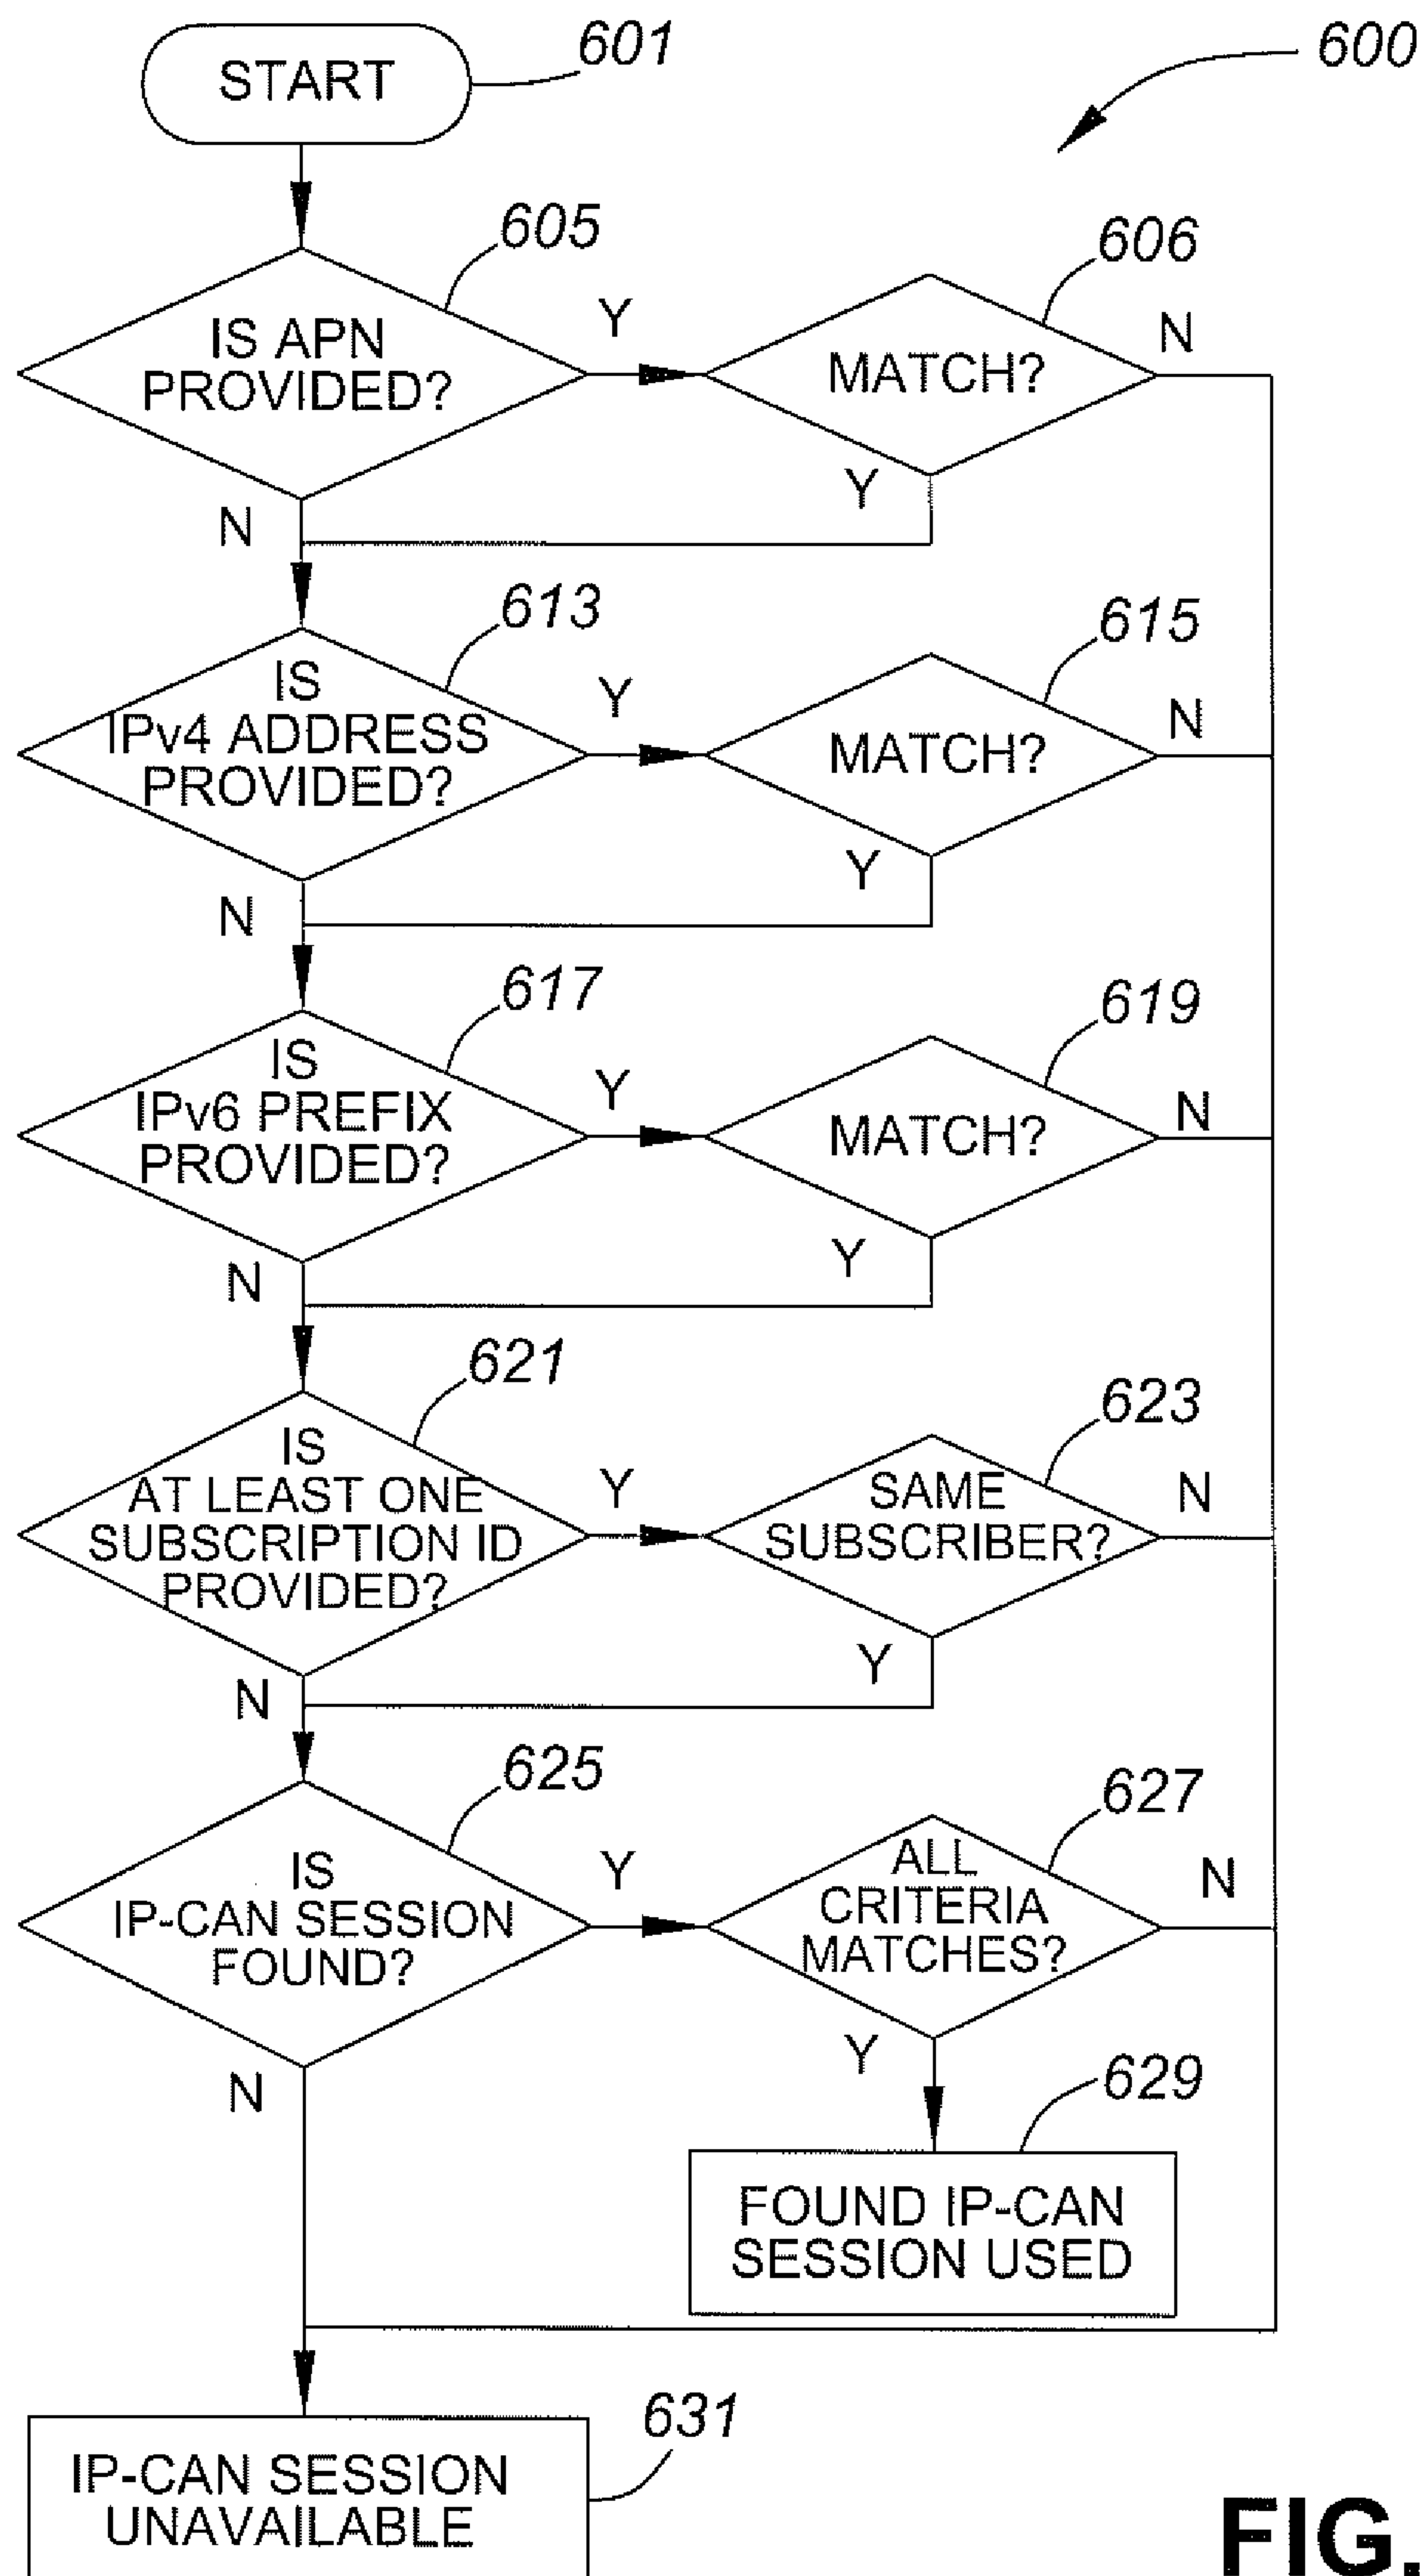 START
601
600
605
606
IS APN
PROVIDED?
Y
MATCH?
N
N
Y
613
615
IS
IPv4 ADDRESS
PROVIDED?
Y
MATCH?
N
N
Y
617
619
IS
IPv6 PREFIX
PROVIDED?
Y
MATCH?
N
N
Y
621
623
IS
AT LEAST ONE
SUBSCRIPTION ID
PROVIDED?
Y
SAME
SUBSCRIBER?
N
N
Y
625
627
IS
IP-CAN SESSION
FOUND?
Y
ALL
CRITERIA
MATCHES?
N
N
Y
629
FOUND IP-CAN
SESSION USED
631
IP-CAN SESSION
UNAVAILABLE
FIG.